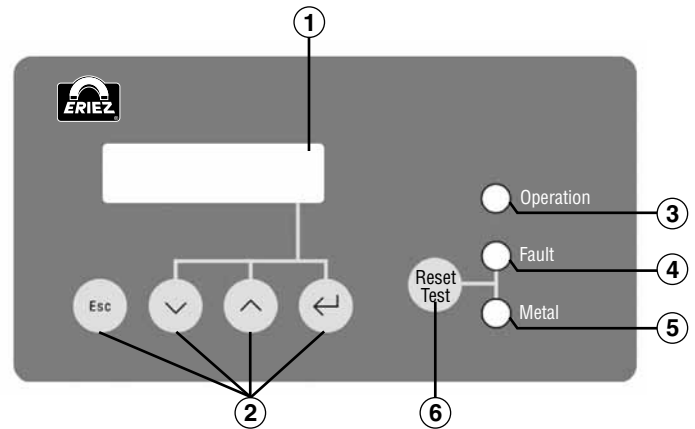 1
ERIEZ
Operation
3
Fault
4
Reset
Test
Metal
5
Esc
2
6